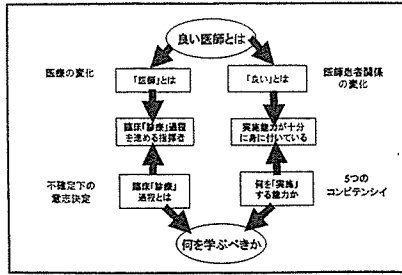 良い医師とは
医療の変化
「医師」とは
「良い」とは
医師患者関係
の変化
臨床「診療」過程
を進める指揮者
実施能力が十分
に身に付いている
不確定下の
意志決定
臨床「診療」
過程とは
何を「実施」
する能力か
5つの
コンピテンシイ
何を学ぶべきか